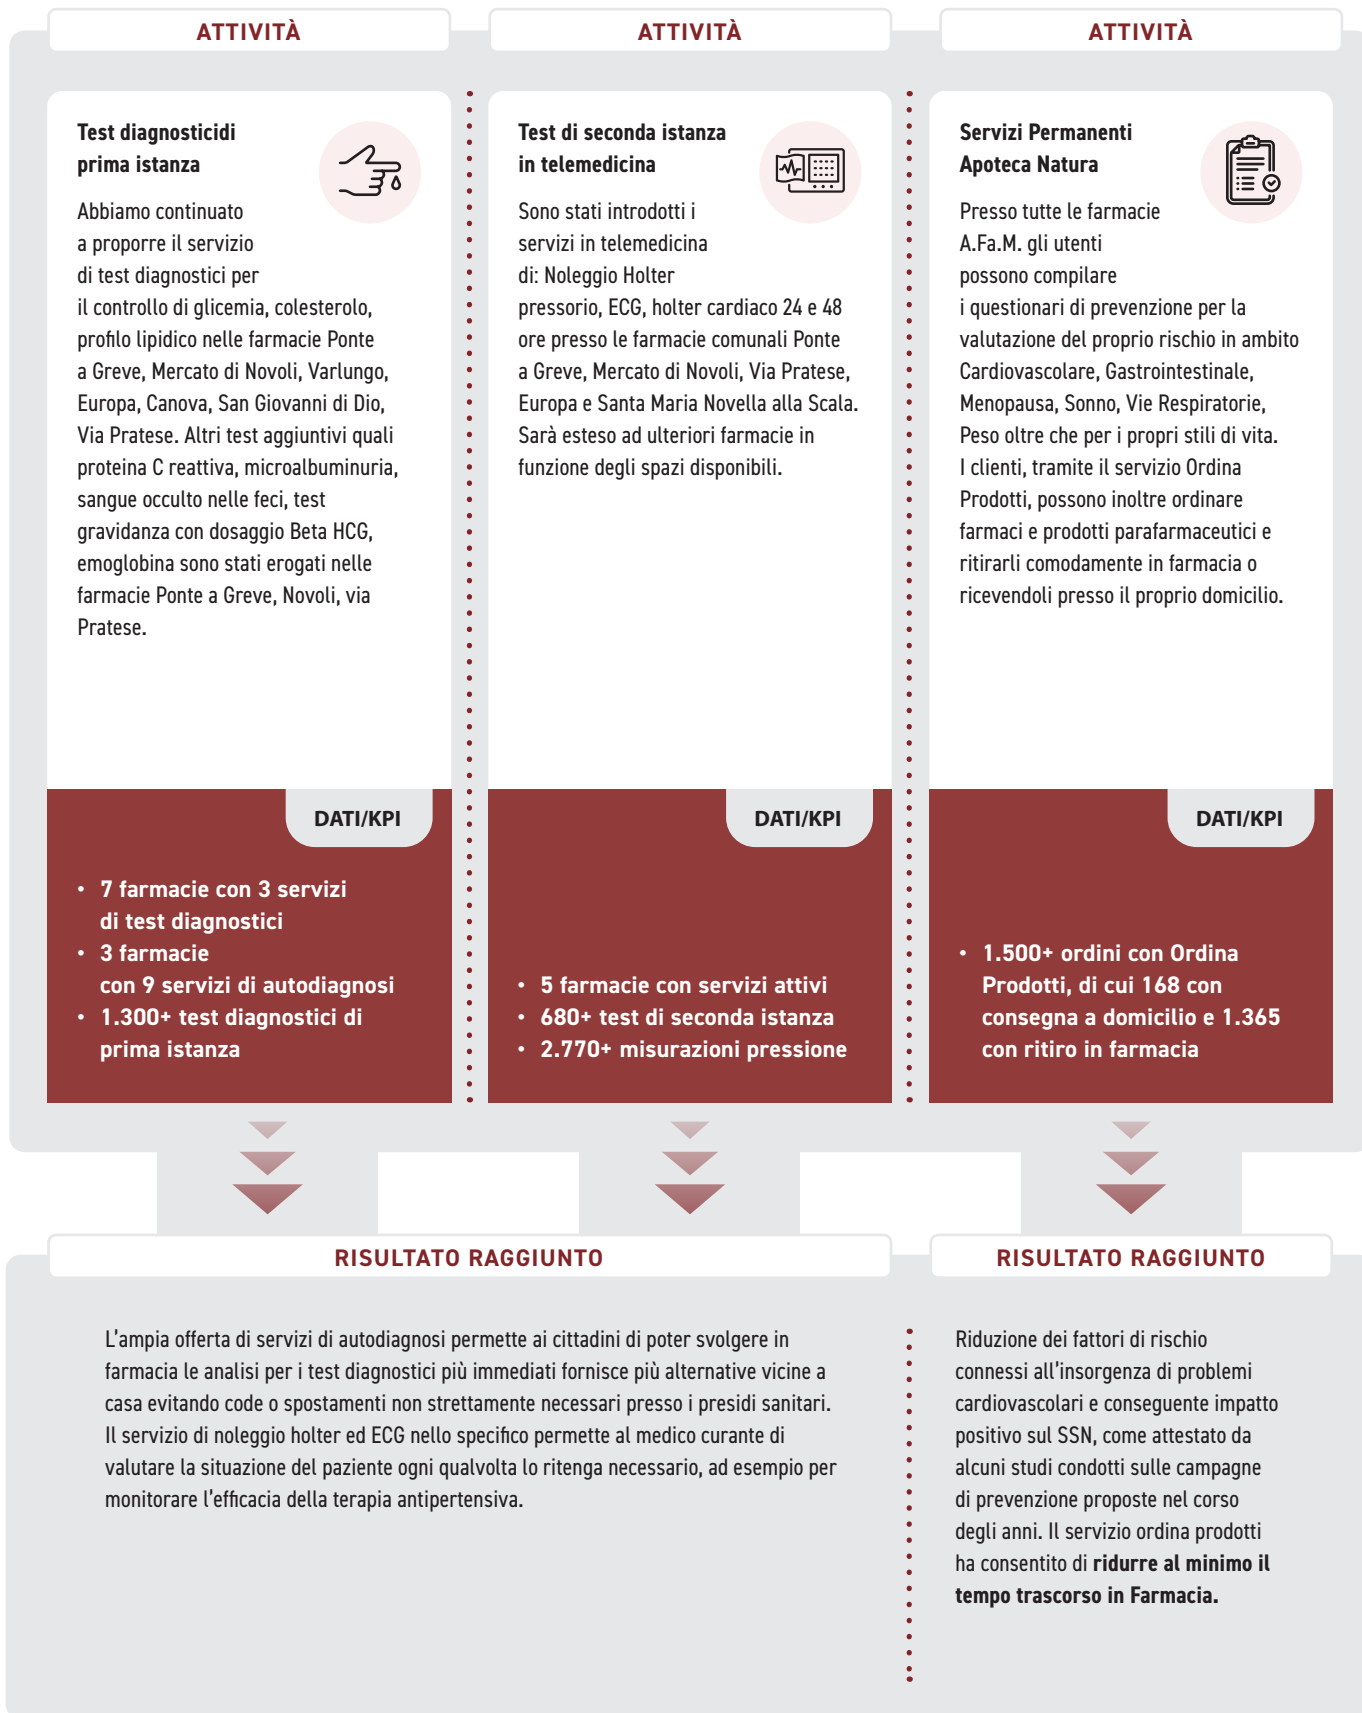 ATTIVITÀ
Test diagnosticidi
prima istanza
Abbiamo continuato
a proporre il servizio
di test diagnostici per
il controllo di glicemia, colesterolo,
profilo lipidico nelle farmacie Ponte
a Greve, Mercato di Novoli, Varlungo,
Europa, Canova, San Giovanni di Dio,
Via Pratese. Altri test aggiuntivi quali
proteina C reattiva, microalbuminuria,
sangue occulto nelle feci, test
gravidanza con dosaggio Beta HCG,
emoglobina sono stati erogati nelle
farmacie Ponte a Greve, Novoli, via
Pratese.
DATI/KPI
• 7 farmacie con 3 servizi
di test diagnostici
• 3 farmacie
con 9 servizi di autodiagnosi
• 1.300+ test diagnostici di
prima istanza
ATTIVITÀ
Test di seconda istanza
in telemedicina
Sono stati introdotti i
servizi in telemedicina
di: Noleggio Holter
pressorio, ECG, holter cardiaco 24 e 48
ore presso le farmacie comunali Ponte
a Greve, Mercato di Novoli, Via Pratese,
Europa e Santa Maria Novella alla Scala.
Sarà esteso ad ulteriori farmacie in
funzione degli spazi disponibili.
DATI/KPI
• 5 farmacie con servizi attivi
• 680+ test di seconda istanza
• 2.770+ misurazioni pressione
ATTIVITÀ
Servizi Permanenti
Apoteca Natura
Presso tutte le farmacie
A.Fa.M. gli utenti
possono compilare
i questionari di prevenzione per la
valutazione del proprio rischio in ambito
Cardiovascolare, Gastrointestinale,
Menopausa, Sonno, Vie Respiratorie,
Peso oltre che per i propri stili di vita.
I clienti, tramite il servizio Ordina
Prodotti, possono inoltre ordinare
farmaci e prodotti parafarmaceutici e
ritirarli comodamente in farmacia o
ricevendoli presso il proprio domicilio.
DATI/KPI
• 1.500+ ordini con Ordina
Prodotti, di cui 168 con
consegna a domicilio e 1.365
con ritiro in farmacia
RISULTATO RAGGIUNTO
L'ampia offerta di servizi di autodiagnosi permette ai cittadini di poter svolgere in
farmacia le analisi per i test diagnostici più immediati fornisce più alternative vicine a
casa evitando code o spostamenti non strettamente necessari presso i presidi sanitari.
Il servizio di noleggio holter ed ECG nello specifico permette al medico curante di
valutare la situazione del paziente ogni qualvolta lo ritenga necessario, ad esempio per
monitorare l'efficacia della terapia antipertensiva.
RISULTATO RAGGIUNTO
Riduzione dei fattori di rischio
connessi all'insorgenza di problemi
cardiovascolari e conseguente impatto
positivo sul SSN, come attestato da
alcuni studi condotti sulle campagne
di prevenzione proposte nel corso
degli anni. Il servizio ordina prodotti
ha consentito di ridurre al minimo il
tempo trascorso in Farmacia.